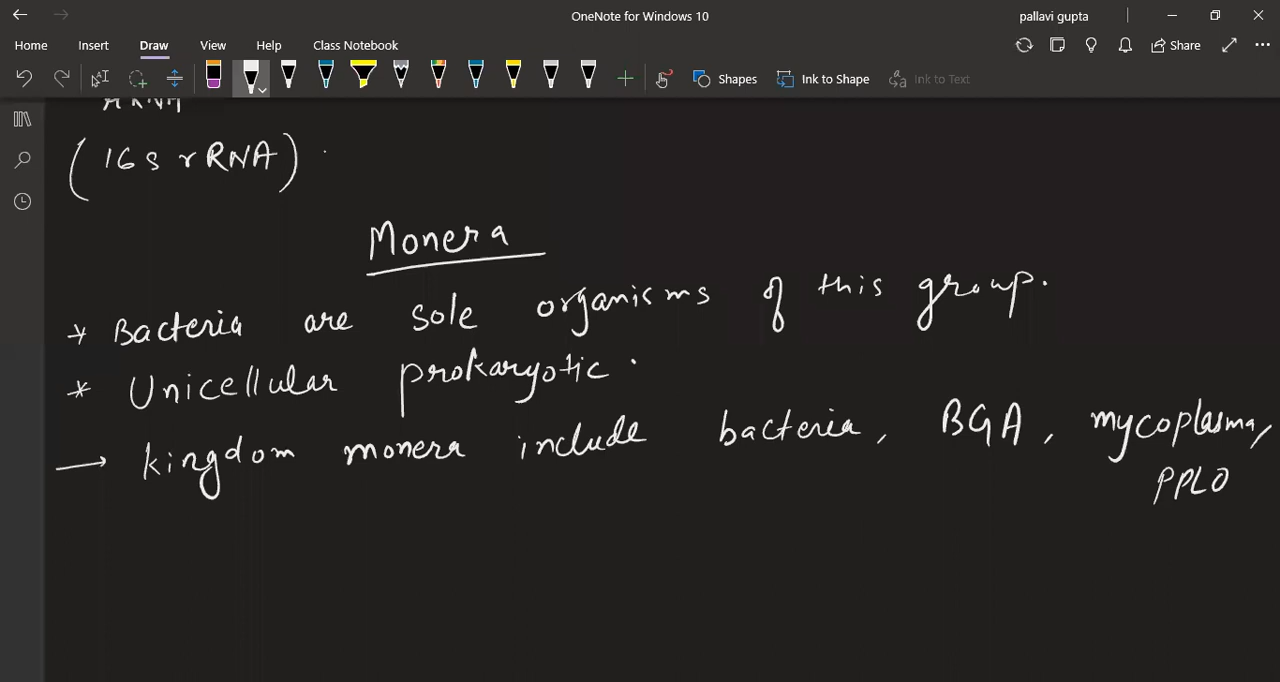 OneNote for Windows 10
pallavi gupta
Home Insert Draw View Help Class Notebook Share
Shapes Ink to Shape Ink to Text
(16s rRNA)
Monera
* Bacteria are sole organisms of this group.
* Unicellular prokaryotic.
→ kingdom monera include bacteria, BGA, mycoplasma,
PPLO